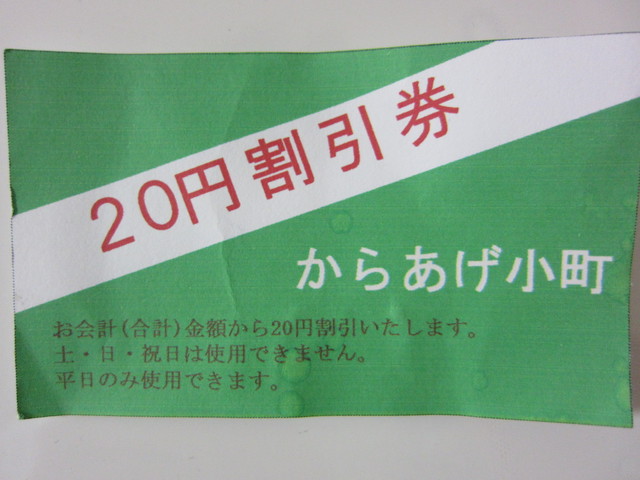 20円割引券
からあげ小町
お会計(合計)金額から20円割引いたします。
土・日・祝日は使用できません。
平日のみ使用できます。